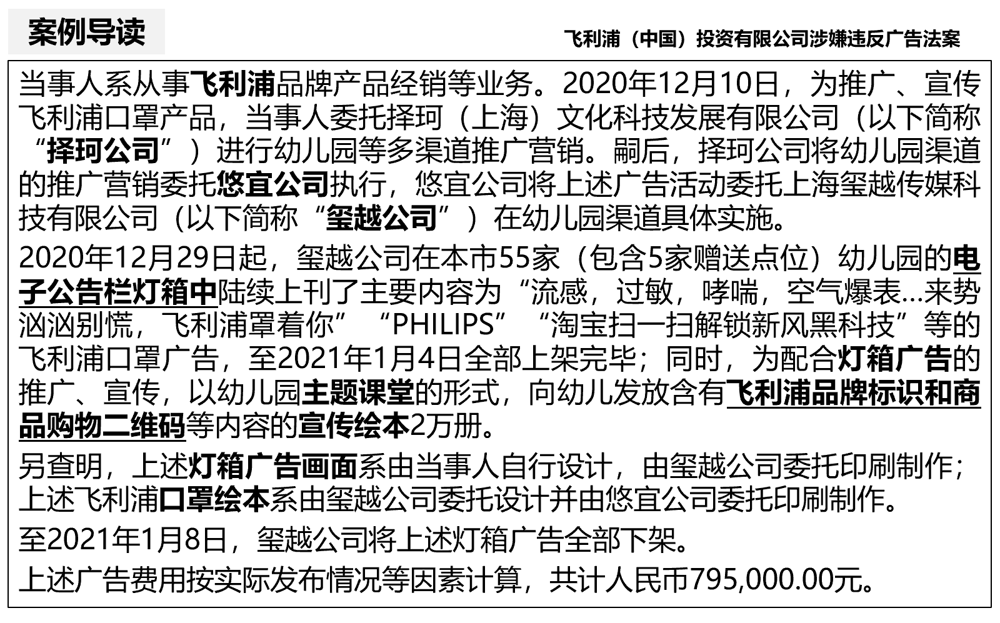 案例导读
飞利浦（中国）投资有限公司涉嫌违反广告法案
当事人系从事飞利浦品牌产品经销等业务。2020年12月10日，为推广、宣传
飞利浦口罩产品，当事人委托择珂（上海）文化科技发展有限公司（以下简称
“择珂公司”）进行幼儿园等多渠道推广营销。嗣后，择珂公司将幼儿园渠道
的推广营销委托悠宜公司执行，悠宜公司将上述广告活动委托上海玺越传媒科
技有限公司（以下简称“玺越公司”）在幼儿园渠道具体实施。
2020年12月29日起，玺越公司在本市55家（包含5家赠送点位）幼儿园的电
子公告栏灯箱中陆续上刊了主要内容为“流感，过敏，哮喘，空气爆表...来势
汹汹别慌，飞利浦罩着你”“PHILIPS”“淘宝扫一扫解锁新风黑科技”等的
飞利浦口罩广告，至2021年1月4日全部上架完毕；同时，为配合灯箱广告的
推广、宣传，以幼儿园主题课堂的形式，向幼儿发放含有飞利浦品牌标识和商
品购物二维码等内容的宣传绘本2万册。
另查明，上述灯箱广告画面系由当事人自行设计，由玺越公司委托印刷制作；
上述飞利浦口罩绘本系由玺越公司委托设计并由悠宜公司委托印刷制作。
至2021年1月8日，玺越公司将上述灯箱广告全部下架。
上述广告费用按实际发布情况等因素计算，共计人民币795,000.00元。